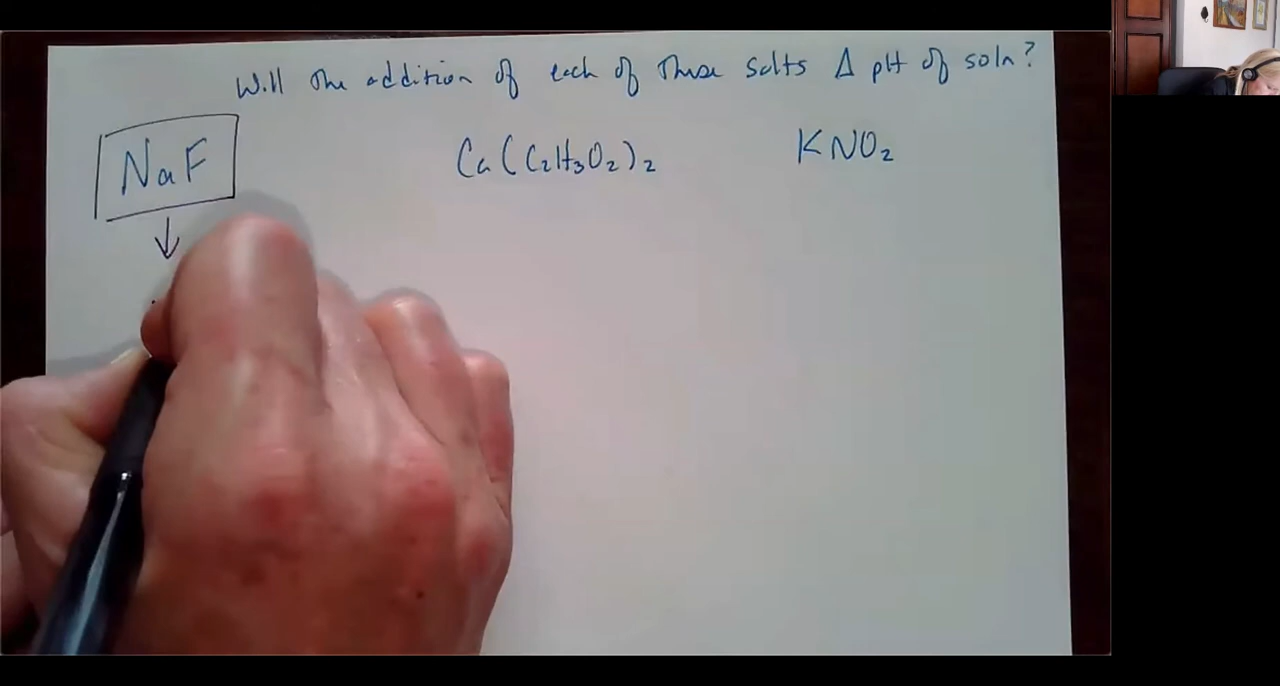 Will the addition of each of these salts Δ pH of soln?
NaF
Ca(C₂H₃O₂)₂
KNO₂